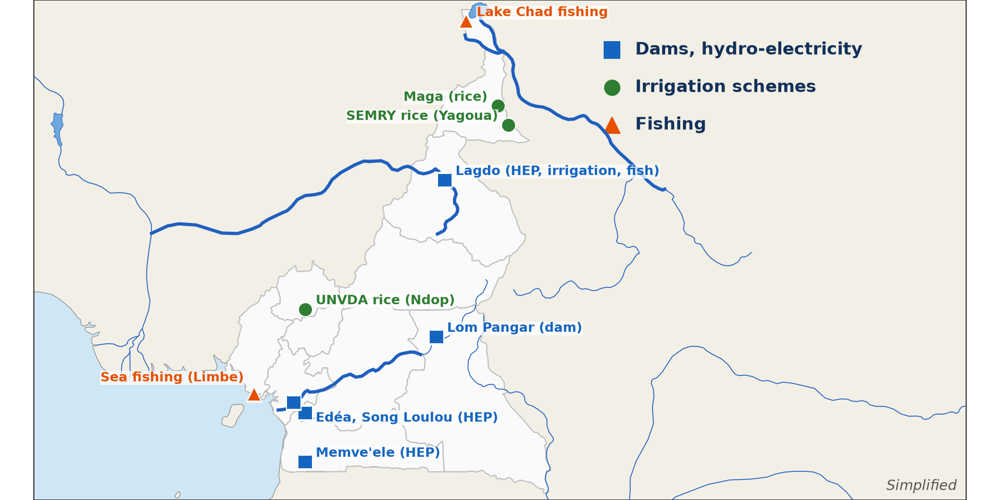 Lake Chad fishing
Dams, hydro-electricity
Irrigation schemes
Maga (rice)
SEMRY rice (Yagoua)
Fishing
Lagdo (HEP, irrigation, fish)
UNVDA rice (Ndop)
Lom Pangar (dam)
Sea fishing (Limbe)
Edéa, Song Loulou (HEP)
Memve'ele (HEP)
Simplified